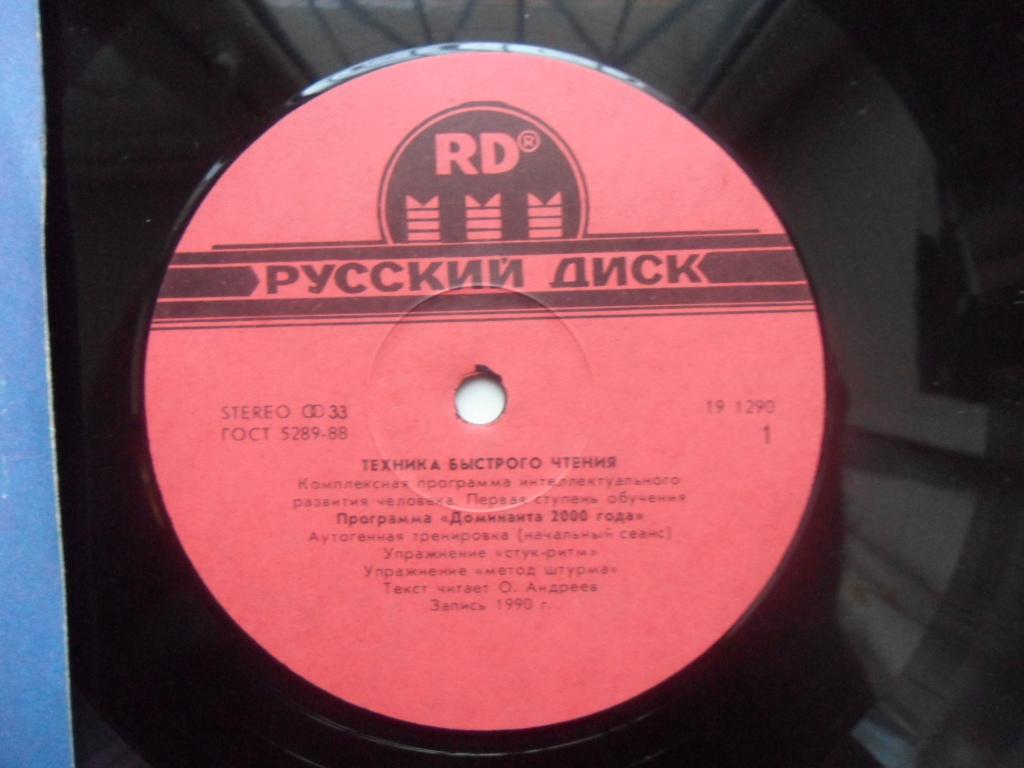 RD®
РУССКИЙ ДИСК
STEREO ꝏ 33
ГОСТ 5289-88
19 1290
1
ТЕХНИКА БЫСТРОГО ЧТЕНИЯ
Комплексная программа интеллектуального
развития человека. Первая ступень обучения
Программа «Доминанта 2000 года»
Аутогенная тренировка (начальный сеанс)
Упражнение «стук-ритм»
Упражнение «метод штурма»
Текст читает О. Андреев
Запись 1990 г.